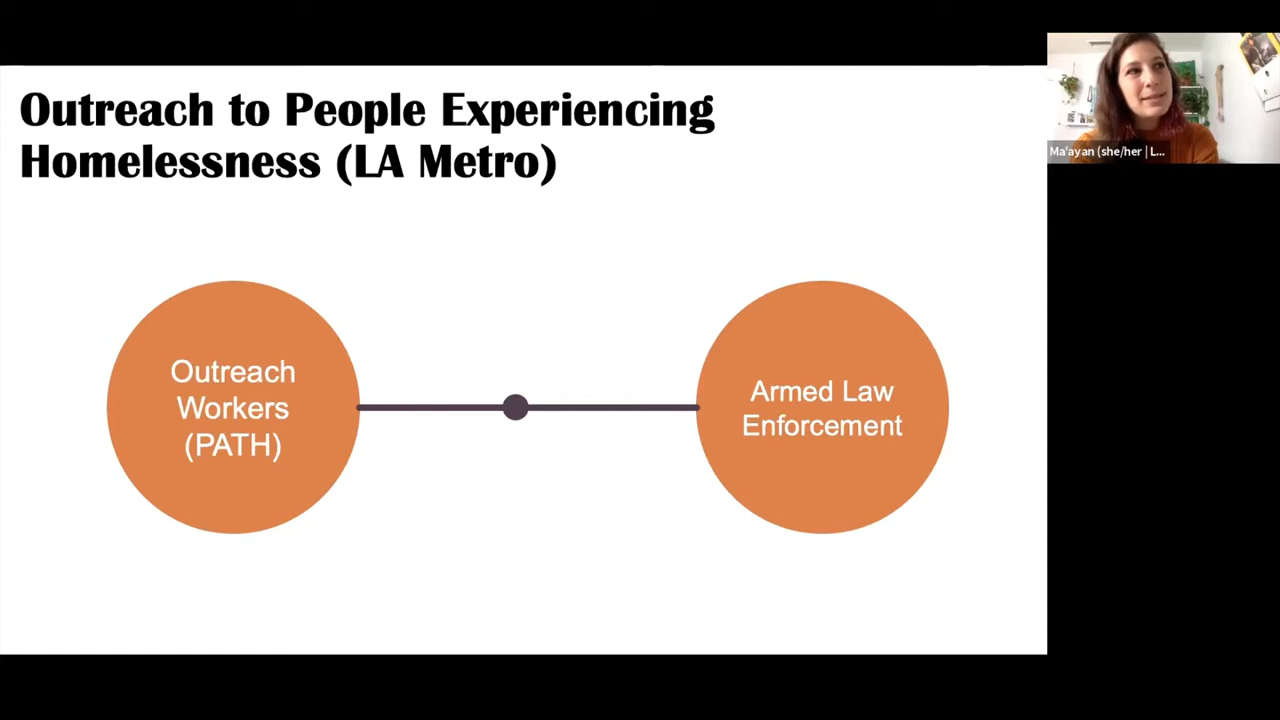 Outreach to People Experiencing
Homelessness (LA Metro)
Outreach
Workers
(PATH)
Armed Law
Enforcement
Ma'ayan (she/her | L...